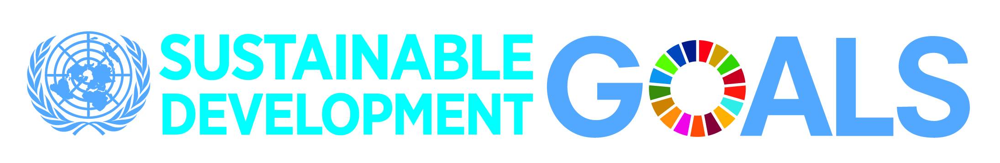 SUSTAINABLE
DEVELOPMENT
GOALS